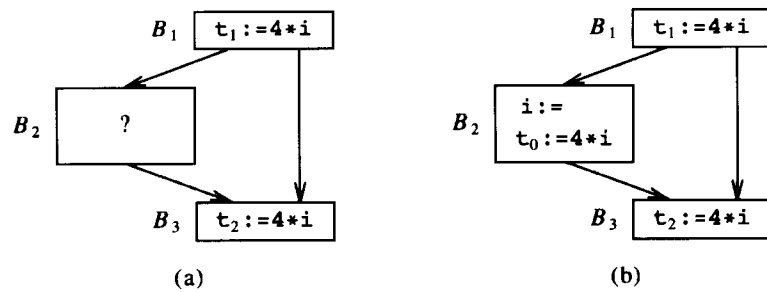 B₁ t₁:=4*i
B₂ ?
B₃ t₂:=4*i
(a)
B₁ t₁:=4*i
B₂ i:=
t₀:=4*i
B₃ t₂:=4*i
(b)